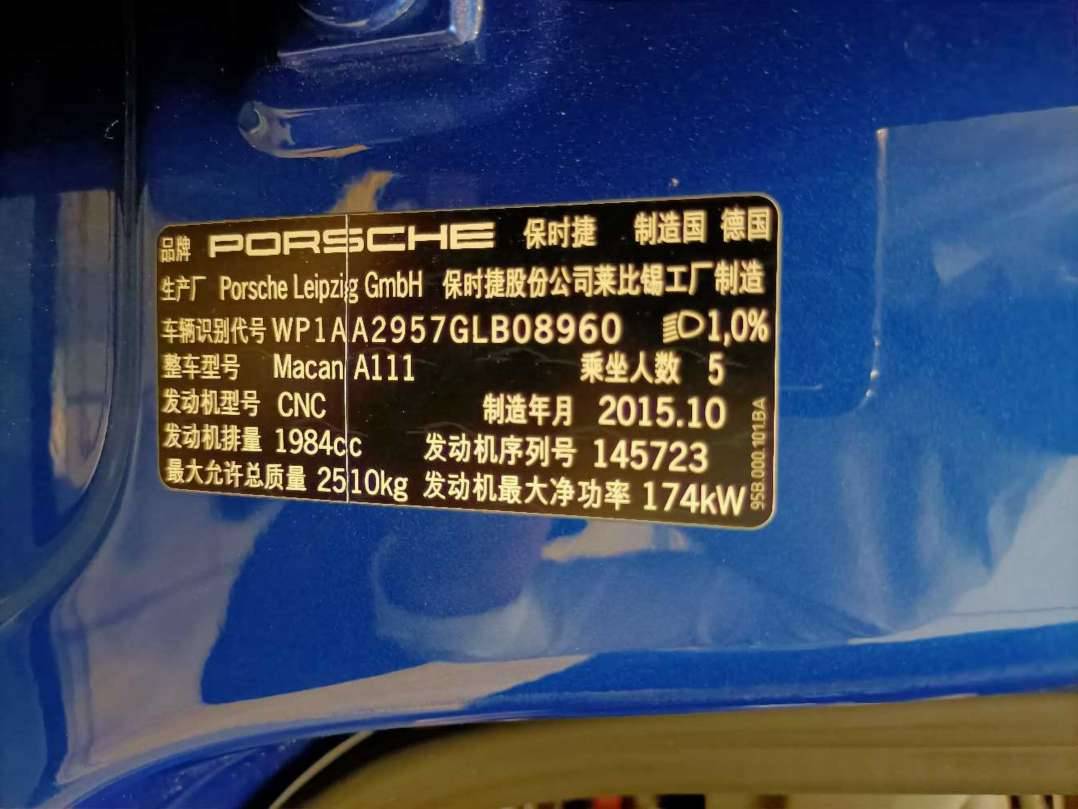 品牌 PORSCHE 保时捷 制造国 德国
生产厂 Porsche Leipzig GmbH 保时捷股份公司莱比锡工厂制造
车辆识别代号 WP1AA2957GLB08960 1,0%
整车型号 Macan A111 乘坐人数 5
发动机型号 CNC 制造年月 2015.10
发动机排量 1984cc 发动机序列号 145723
最大允许总质量 2510kg 发动机最大净功率 174kW
95B.000.101BA